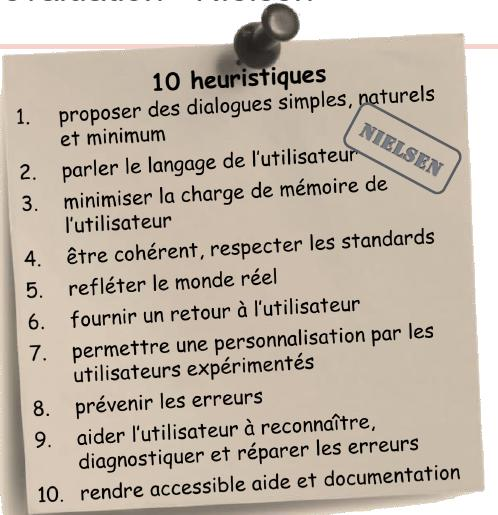 10 heuristiques
1. proposer des dialogues simples, naturels
et minimum
NIELSEN
2. parler le langage de l'utilisateur
3. minimiser la charge de mémoire de
l'utilisateur
4. être cohérent, respecter les standards
5. refléter le monde réel
6. fournir un retour à l'utilisateur
7. permettre une personnalisation par les
utilisateurs expérimentés
8. prévenir les erreurs
9. aider l'utilisateur à reconnaître,
diagnostiquer et réparer les erreurs
10. rendre accessible aide et documentation